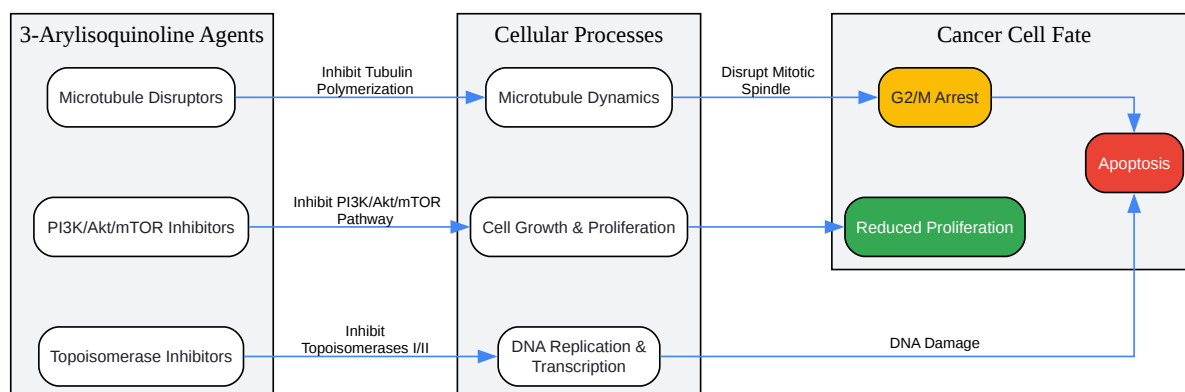 3-Arylisoquinoline Agents
Cellular Processes
Cancer Cell Fate
Microtubule Disruptors
Inhibit Tubulin
Polymerization
Microtubule Dynamics
Disrupt Mitotic
Spindle
G2/M Arrest
Apoptosis
PI3K/Akt/mTOR Inhibitors
Inhibit PI3K/Akt/mTOR
Pathway
Cell Growth & Proliferation
Reduced Proliferation
Topoisomerase Inhibitors
Inhibit
Topoisomerases I/II
DNA Replication &
Transcription
DNA Damage